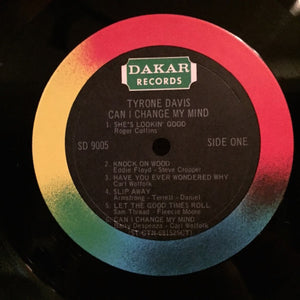 DAKAR
RECORDS
TYRONE DAVIS
CAN I CHANGE MY MIND
1. SHE'S LOOKIN' GOOD
Roger Collins
SD 9005
SIDE ONE
2. KNOCK ON WOOD
Eddie Floyd - Steve Cropper
3. HAVE YOU EVER WONDERED WHY
Carl Wolfolk
4. SLIP AWAY
Armstrong - Terrell - Daniel
5. LET THE GOOD TIMES ROLL
Sam Thread - Fleecie Moore
6. CAN I CHANGE MY MIND
Barry Despenza - Carl Wolfolk